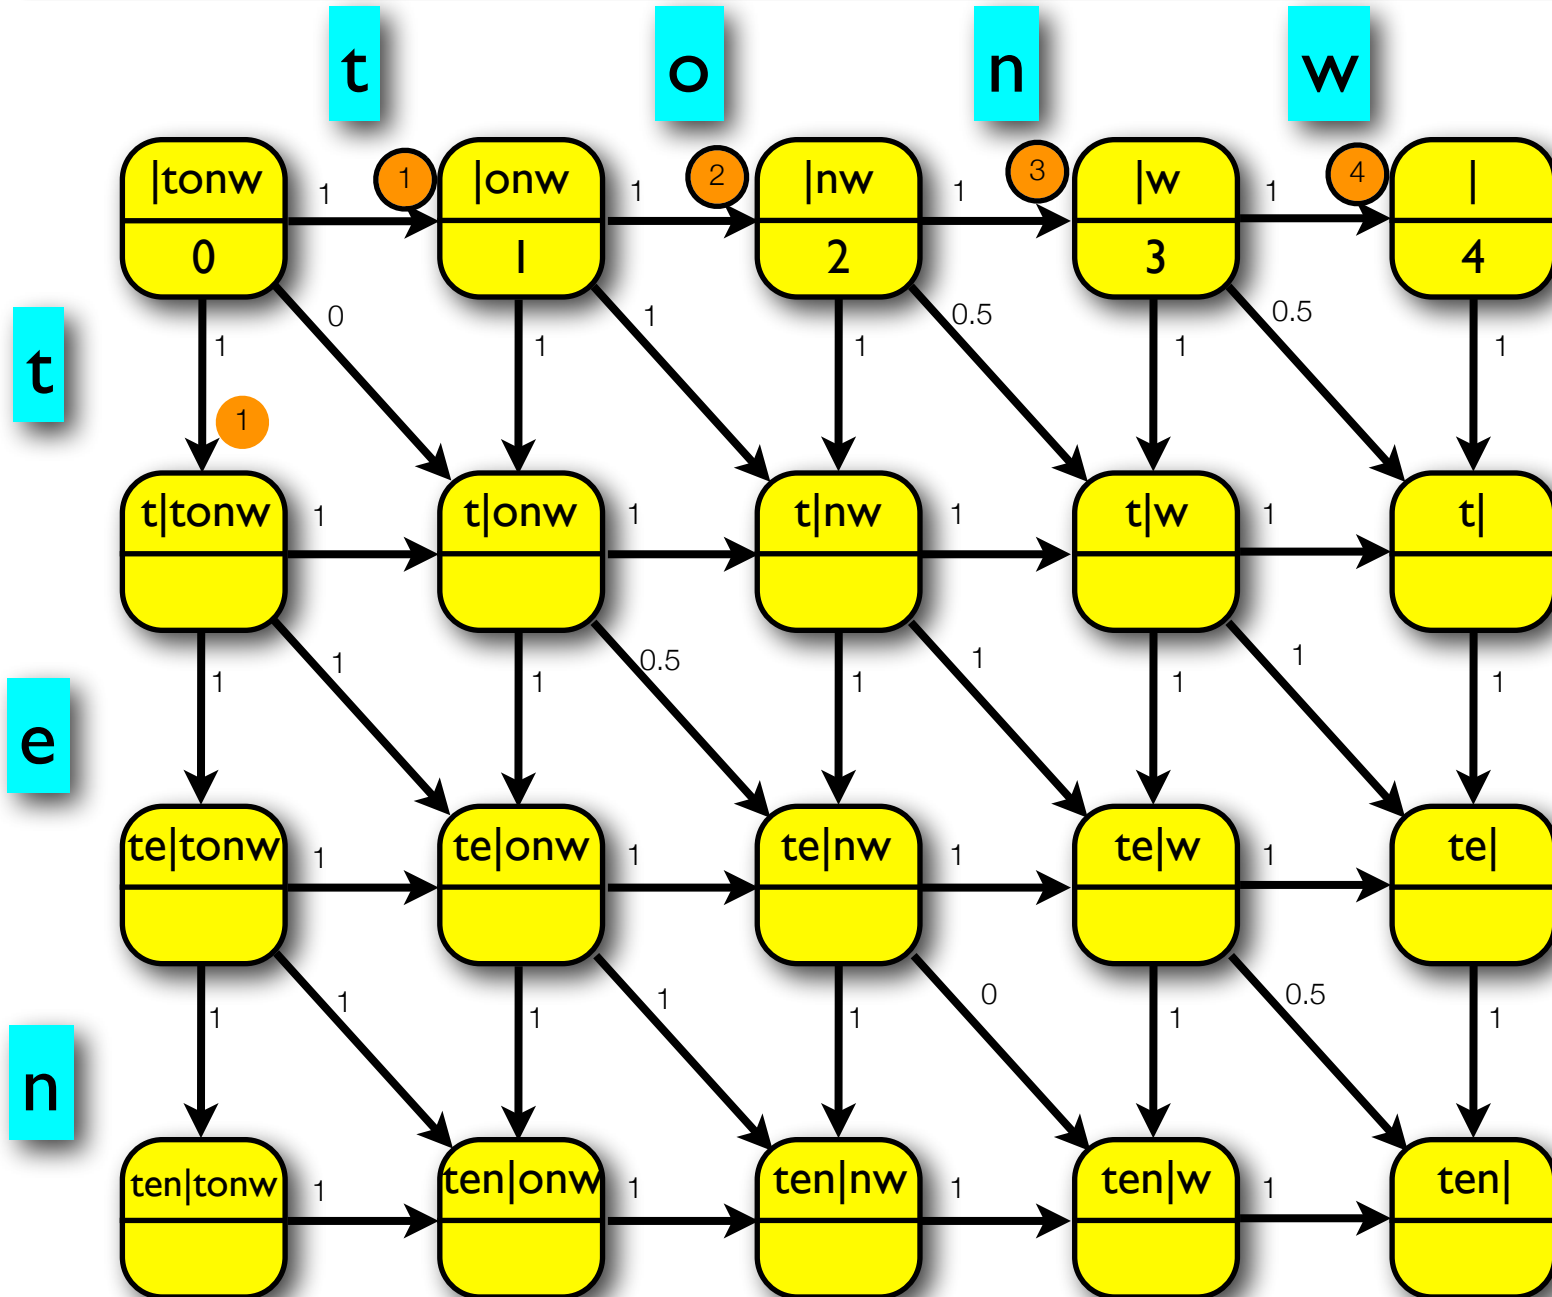 t o n w
|tonw 1 1 |onw 1 2 |nw 1 3 |w 1 4 |
0 1 2 3 4
t 1 0 1 1 1 0.5 1 0.5 1
1
t|tonw 1 t|onw 1 t|nw 1 t|w 1 t|
e 1 1 1 0.5 1 1 1 1 1
te|tonw 1 te|onw 1 te|nw 1 te|w 1 te|
n 1 1 1 1 1 0 1 0.5 1
ten|tonw 1 ten|onw 1 ten|nw 1 ten|w 1 ten|